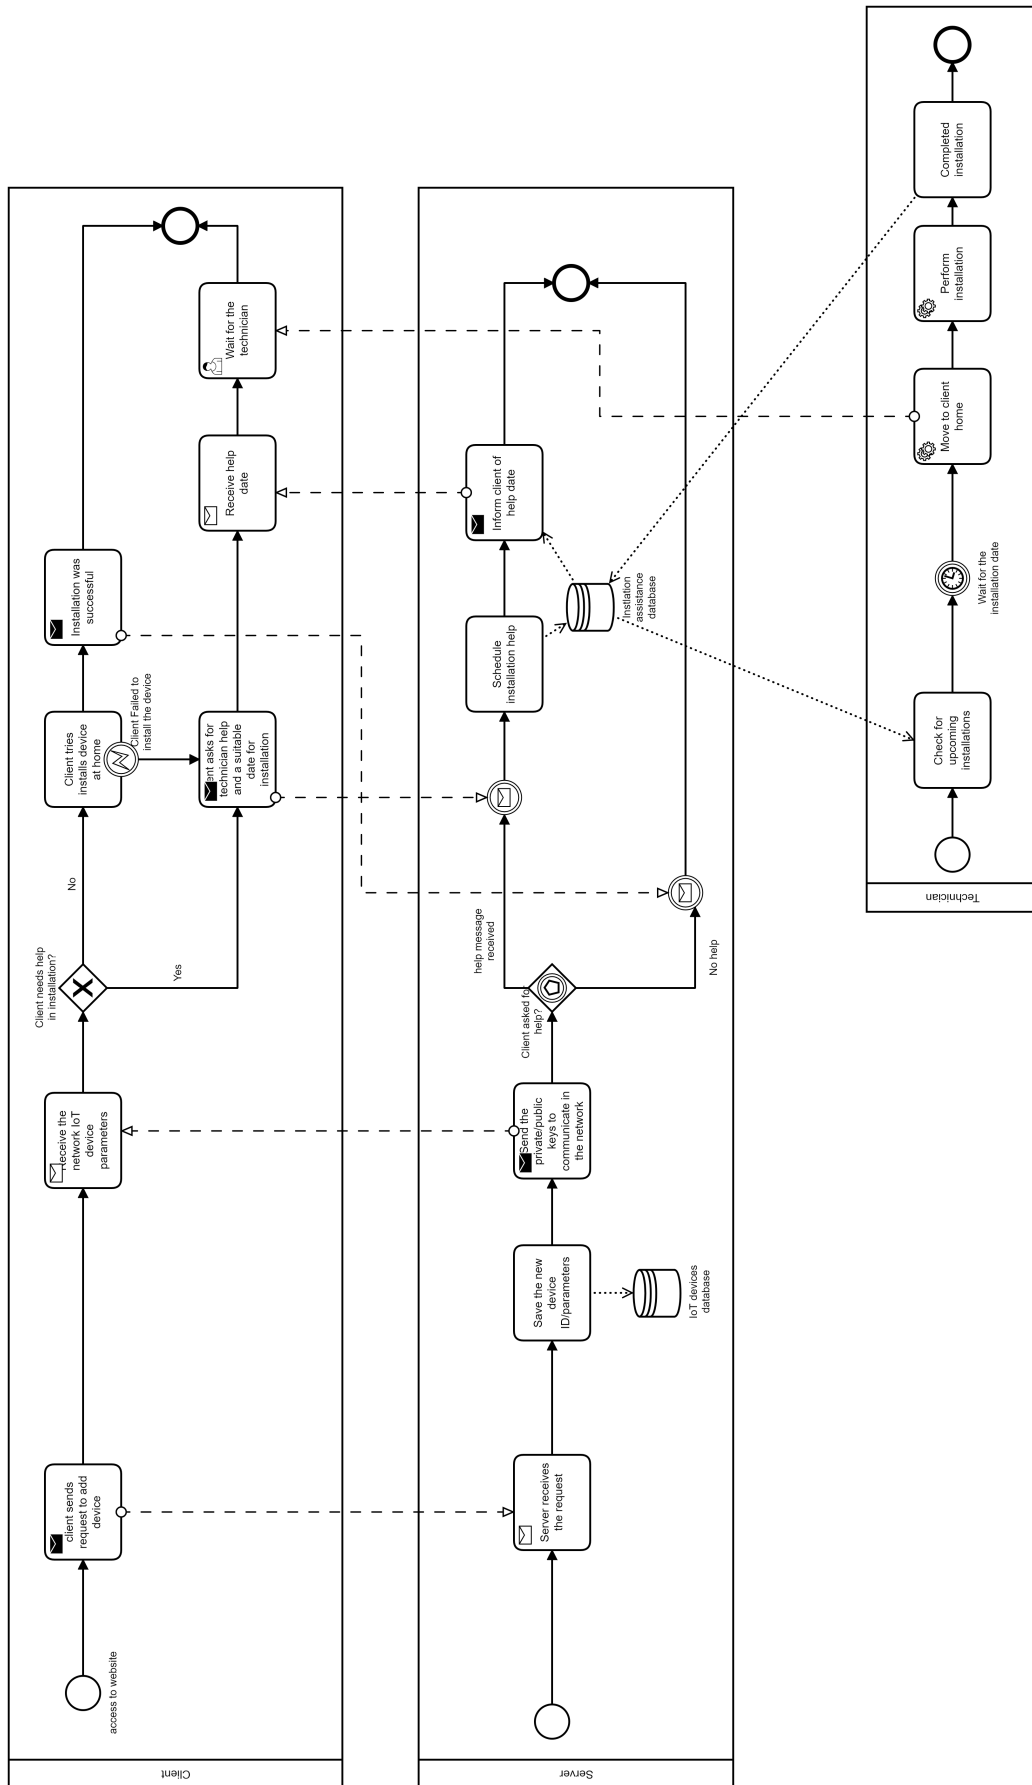 Client
access to website
client sends
request to add
device
Receive the
network IoT
device
parameters
Client needs help
in installation?
No
Yes
Client tries
installs device
at home
Client Failed to
install the device
ent asks for
technician help
and a suitable
date for
installation
Installation was
successful
Receive help
date
Wait for the
technician
Server
Server receives
the request
Save the new
device
ID/parameters
IoT devices
database
Send the
private/public
keys to
communicate in
the network
Client asked for
help?
help message
received
No help
Schedule
installation help
Instlation
assistance
database
Inform client of
help date
Technician
Check for
upcoming
installations
Wait for the
installation date
Move to client
home
Perform
installation
Completed
installation